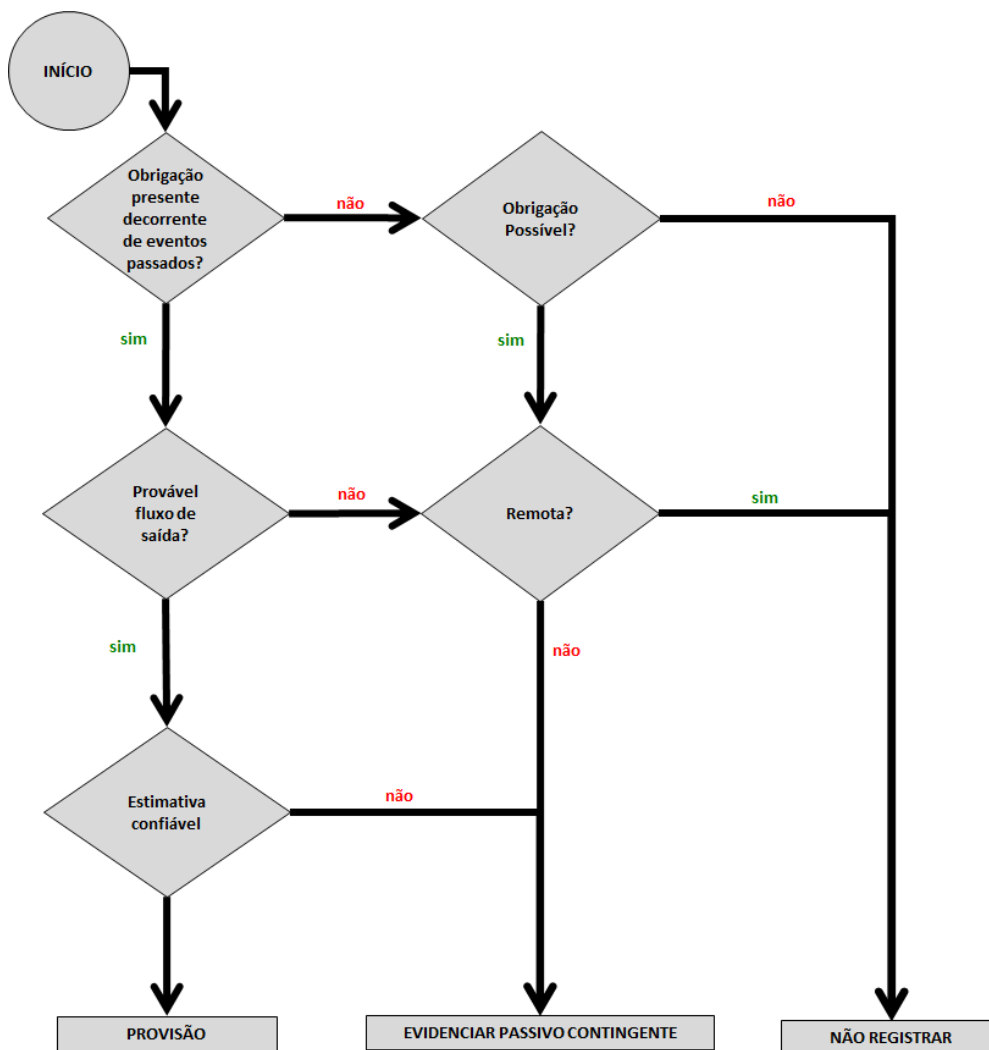 INÍCIO
Obrigação
presente
decorrente
de eventos
passados?
não
Obrigação
Possível?
não
sim
sim
Provável
fluxo de
saída?
não
Remota?
sim
sim
não
Estimativa
confiável
não
PROVISÃO
EVIDENCIAR PASSIVO CONTINGENTE
NÃO REGISTRAR